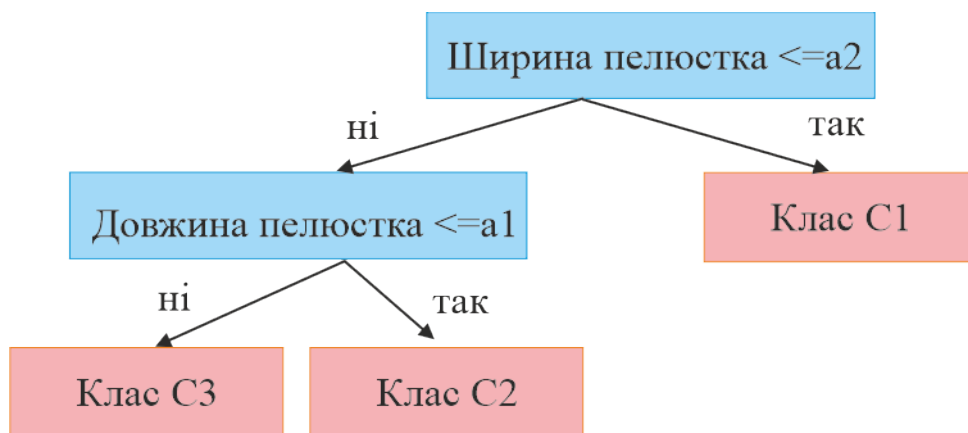 Ширина пелюстка <=a2
ні
так
Довжина пелюстка <=a1
Клас С1
ні
так
Клас С3
Клас С2